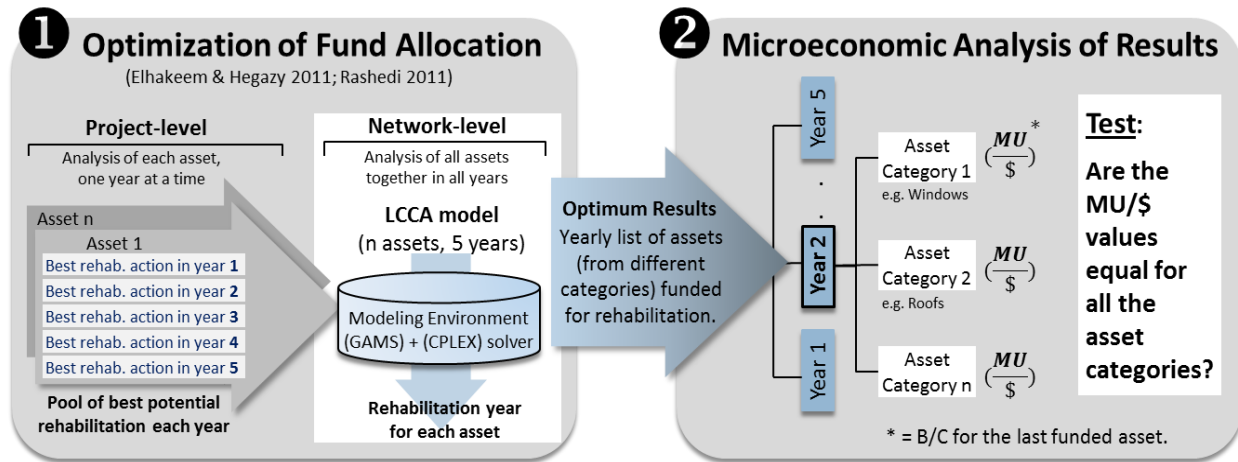 1 Optimization of Fund Allocation
(Elhakeem & Hegazy 2011; Rashedi 2011)
Project-level
Analysis of each asset,
one year at a time
Asset n
Asset 1
Best rehab. action in year 1
Best rehab. action in year 2
Best rehab. action in year 3
Best rehab. action in year 4
Best rehab. action in year 5
Pool of best potential
rehabilitation each year
Network-level
Analysis of all assets
together in all years
LCCA model
(n assets, 5 years)
Modeling Environment
(GAMS) + (CPLEX) solver
Rehabilitation year
for each asset
Optimum Results
Yearly list of assets
(from different
categories) funded
for rehabilitation.
2 Microeconomic Analysis of Results
Year 5
.
.
Year 2
Year 1
Asset
Category 1
e.g. Windows
(MU/$)*
Asset
Category 2
e.g. Roofs
(MU/$)
Asset
Category n
(MU/$)
Test:
Are the
MU/$
values
equal for
all the
asset
categories?
* = B/C for the last funded asset.